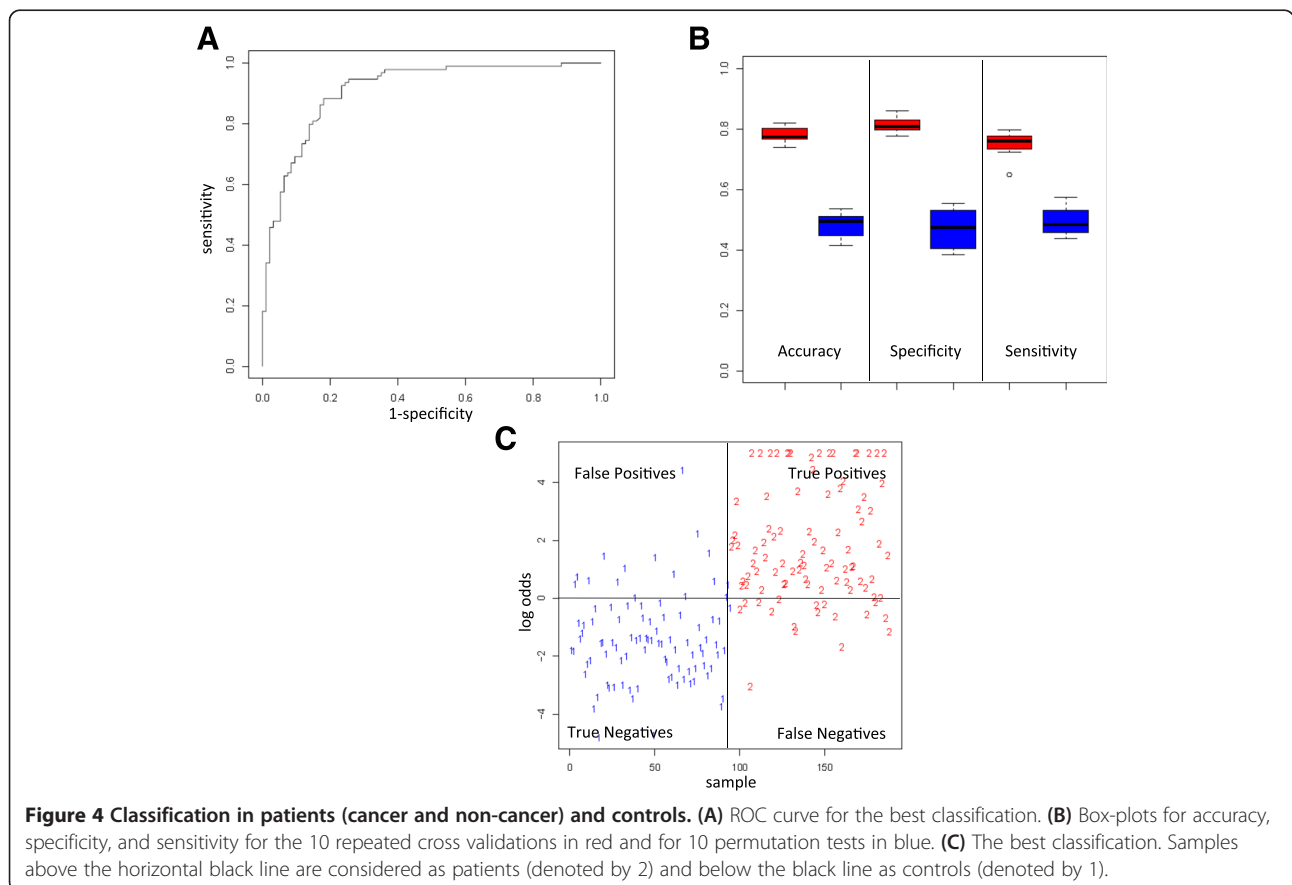 A
1.0
0.8
0.6
0.4
0.2
0.0
sensitivity
0.0 0.2 0.4 0.6 0.8 1.0
1-specificity
B
1.0
0.8
0.6
0.4
0.2
0.0
Accuracy Specificity Sensitivity
C
False Positives True Positives
4
2
0
−2
−4
log odds
True Negatives False Negatives
0 50 100 150
sample
Figure 4 Classification in patients (cancer and non-cancer) and controls. (A) ROC curve for the best classification. (B) Box-plots for accuracy,
specificity, and sensitivity for the 10 repeated cross validations in red and for 10 permutation tests in blue. (C) The best classification. Samples
above the horizontal black line are considered as patients (denoted by 2) and below the black line as controls (denoted by 1).